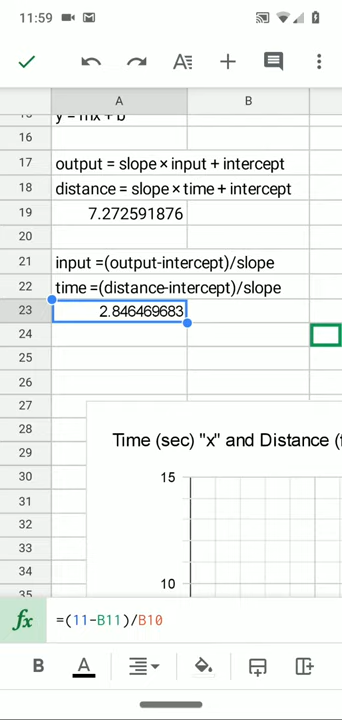 11:59
A B
y = mx + b
16
17 output = slope × input + intercept
18 distance = slope × time + intercept
19 7.272591876
20
21 input =(output-intercept)/slope
22 time =(distance-intercept)/slope
23 2.846469683
24
25
26
27
28 Time (sec) "x" and Distance (
29
30 15
31
32
33
34 10
35
fx =(11-B11)/B10
B A